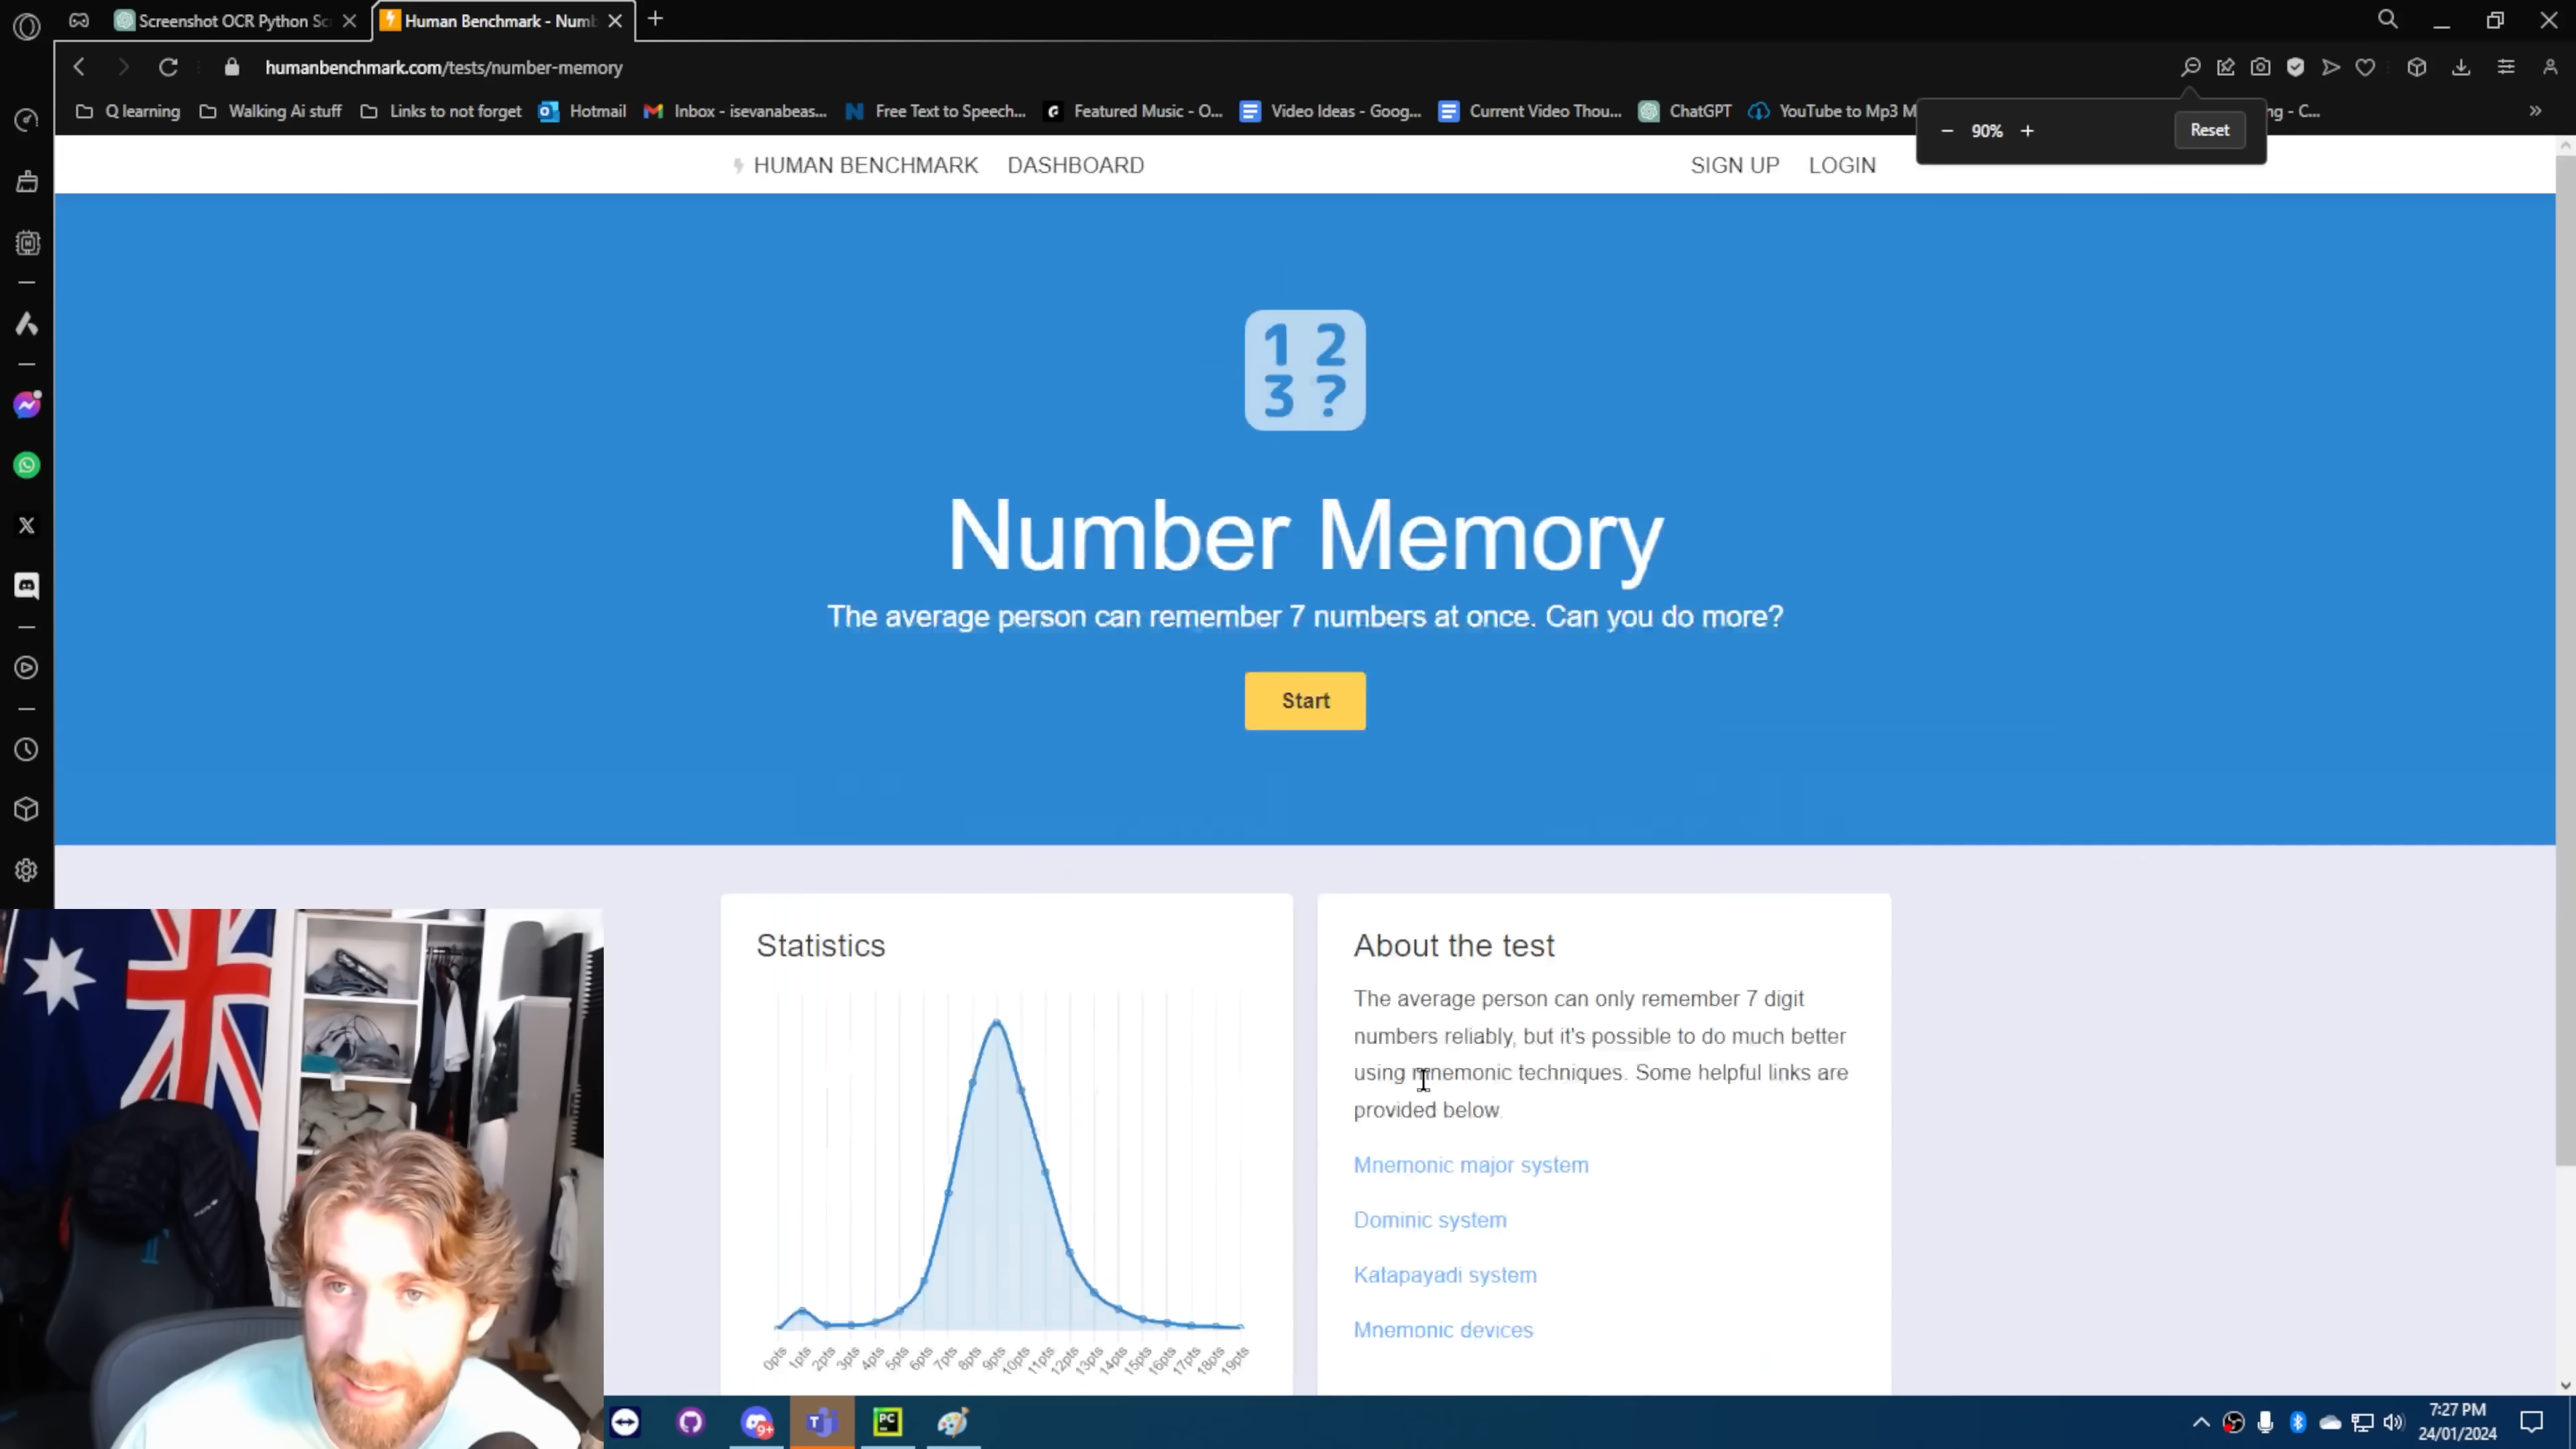 Screenshot OCR Python Sc
Human Benchmark - Numb
humanbenchmark.com/tests/number-memory
Q learning
Walking Ai stuff
Links to not forget
Hotmail
Inbox - isevanabeas...
Free Text to Speech...
Featured Music - O...
Video Ideas - Goog...
Current Video Thou...
ChatGPT
YouTube to Mp3 M
ng - C...
90%
Reset
HUMAN BENCHMARK
DASHBOARD
SIGN UP
LOGIN
1 2
3 ?
Number Memory
The average person can remember 7 numbers at once. Can you do more?
Start
Statistics
0pts 1pts 2pts 3pts 4pts 5pts 6pts 7pts 8pts 9pts 10pts 11pts 12pts 13pts 14pts 15pts 16pts 17pts 18pts 19pts
About the test
The average person can only remember 7 digit
numbers reliably, but it's possible to do much better
using mnemonic techniques. Some helpful links are
provided below.
Mnemonic major system
Dominic system
Katapayadi system
Mnemonic devices
9+
PC
7:27 PM
24/01/2024